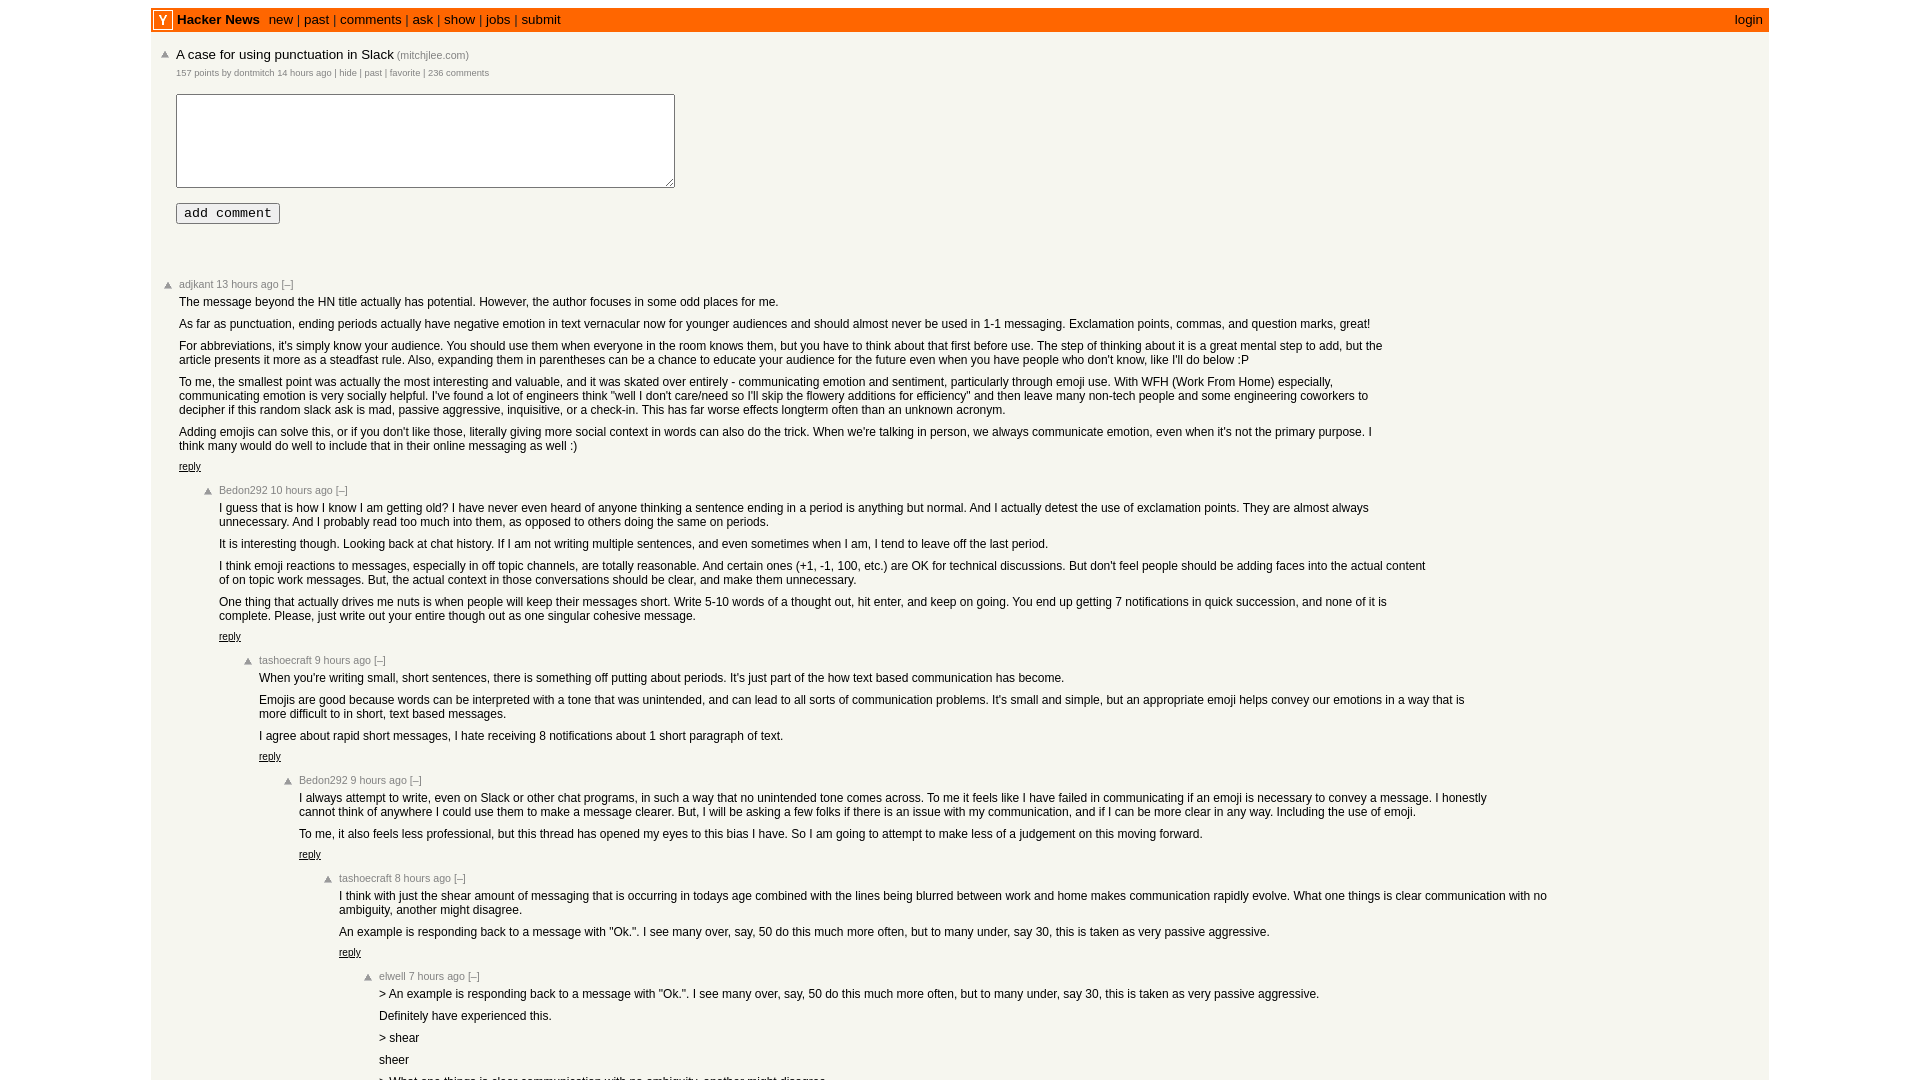 Y Hacker News new | past | comments | ask | show | jobs | submit login
A case for using punctuation in Slack (mitchjlee.com)
157 points by dontmitch 14 hours ago | hide | past | favorite | 236 comments
add comment
adjkant 13 hours ago [–]
The message beyond the HN title actually has potential. However, the author focuses in some odd places for me.
As far as punctuation, ending periods actually have negative emotion in text vernacular now for younger audiences and should almost never be used in 1-1 messaging. Exclamation points, commas, and question marks, great!
For abbreviations, it's simply know your audience. You should use them when everyone in the room knows them, but you have to think about that first before use. The step of thinking about it is a great mental step to add, but the
article presents it more as a steadfast rule. Also, expanding them in parentheses can be a chance to educate your audience for the future even when you have people who don't know, like I'll do below :P
To me, the smallest point was actually the most interesting and valuable, and it was skated over entirely - communicating emotion and sentiment, particularly through emoji use. With WFH (Work From Home) especially,
communicating emotion is very socially helpful. I've found a lot of engineers think "well I don't care/need so I'll skip the flowery additions for efficiency" and then leave many non-tech people and some engineering coworkers to
decipher if this random slack ask is mad, passive aggressive, inquisitive, or a check-in. This has far worse effects longterm often than an unknown acronym.
Adding emojis can solve this, or if you don't like those, literally giving more social context in words can also do the trick. When we're talking in person, we always communicate emotion, even when it's not the primary purpose. I
think many would do well to include that in their online messaging as well :)
reply
Bedon292 10 hours ago [–]
I guess that is how I know I am getting old? I have never even heard of anyone thinking a sentence ending in a period is anything but normal. And I actually detest the use of exclamation points. They are almost always
unnecessary. And I probably read too much into them, as opposed to others doing the same on periods.
It is interesting though. Looking back at chat history. If I am not writing multiple sentences, and even sometimes when I am, I tend to leave off the last period.
I think emoji reactions to messages, especially in off topic channels, are totally reasonable. And certain ones (+1, -1, 100, etc.) are OK for technical discussions. But don't feel people should be adding faces into the actual content
of on topic work messages. But, the actual context in those conversations should be clear, and make them unnecessary.
One thing that actually drives me nuts is when people will keep their messages short. Write 5-10 words of a thought out, hit enter, and keep on going. You end up getting 7 notifications in quick succession, and none of it is
complete. Please, just write out your entire though out as one singular cohesive message.
reply
tashoecraft 9 hours ago [–]
When you're writing small, short sentences, there is something off putting about periods. It's just part of the how text based communication has become.
Emojis are good because words can be interpreted with a tone that was unintended, and can lead to all sorts of communication problems. It's small and simple, but an appropriate emoji helps convey our emotions in a way that is
more difficult to in short, text based messages.
I agree about rapid short messages, I hate receiving 8 notifications about 1 short paragraph of text.
reply
Bedon292 9 hours ago [–]
I always attempt to write, even on Slack or other chat programs, in such a way that no unintended tone comes across. To me it feels like I have failed in communicating if an emoji is necessary to convey a message. I honestly
cannot think of anywhere I could use them to make a message clearer. But, I will be asking a few folks if there is an issue with my communication, and if I can be more clear in any way. Including the use of emoji.
To me, it also feels less professional, but this thread has opened my eyes to this bias I have. So I am going to attempt to make less of a judgement on this moving forward.
reply
tashoecraft 8 hours ago [–]
I think with just the shear amount of messaging that is occurring in todays age combined with the lines being blurred between work and home makes communication rapidly evolve. What one things is clear communication with no
ambiguity, another might disagree.
An example is responding back to a message with "Ok.". I see many over, say, 50 do this much more often, but to many under, say 30, this is taken as very passive aggressive.
reply
elwell 7 hours ago [–]
> An example is responding back to a message with "Ok.". I see many over, say, 50 do this much more often, but to many under, say 30, this is taken as very passive aggressive.
Definitely have experienced this.
> shear
sheer
> What one things is clear communication with no ambiguity, another might disagree.